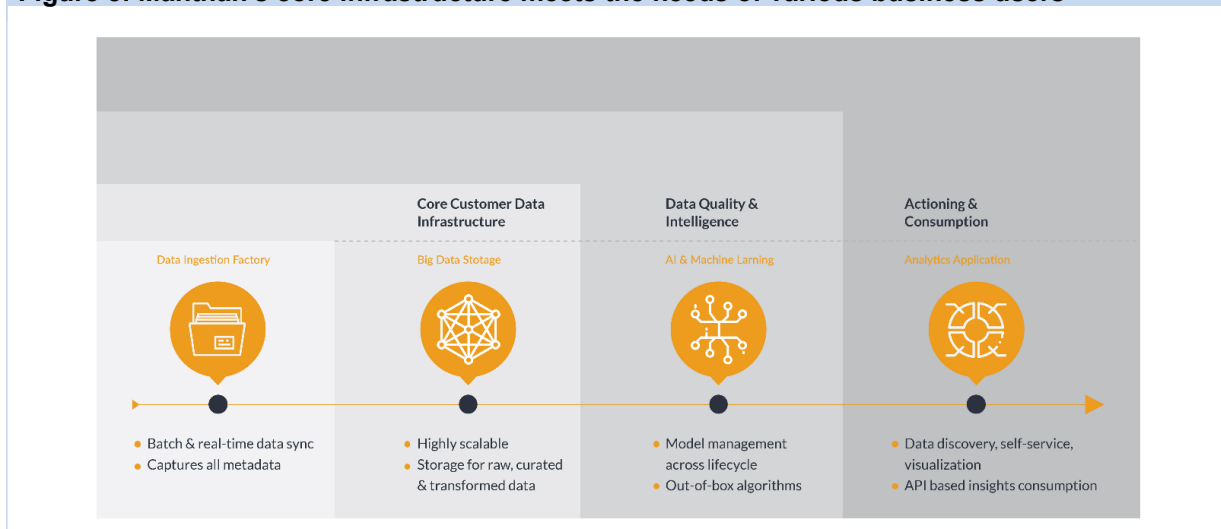 Core Customer Data
Infrastructure
Data Quality &
Intelligence
Actioning &
Consumption
Data Ingestion Factory
Big Data Stotage
AI & Machine Larning
Analytics Application
Batch & real-time data sync
Captures all metadata
Highly scalable
Storage for raw, curated
& transformed data
Model management
across lifecycle
Out-of-box algorithms
Data discovery, self-service,
visualization
API based insights consumption